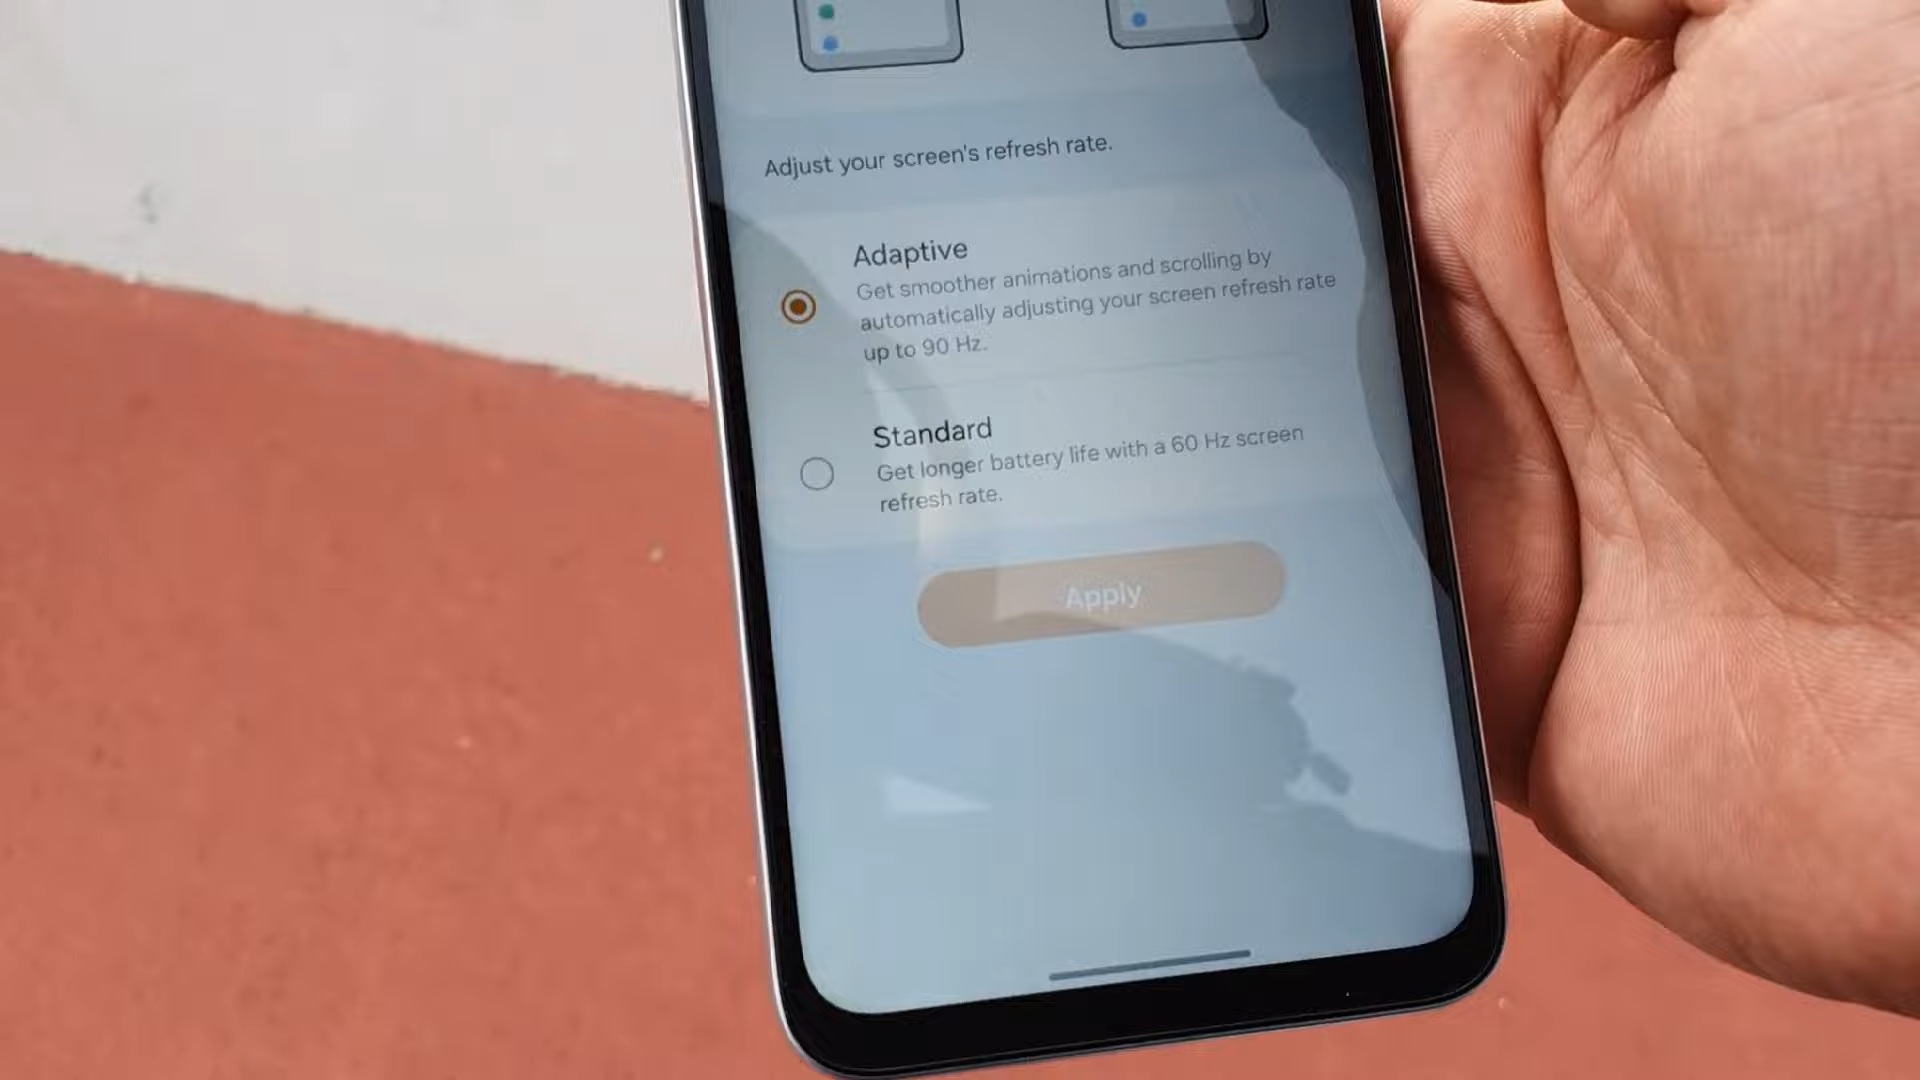 Adjust your screen's refresh rate.
Adaptive
Get smoother animations and scrolling by
automatically adjusting your screen refresh rate
up to 90 Hz.
Standard
Get longer battery life with a 60 Hz screen
refresh rate.
Apply